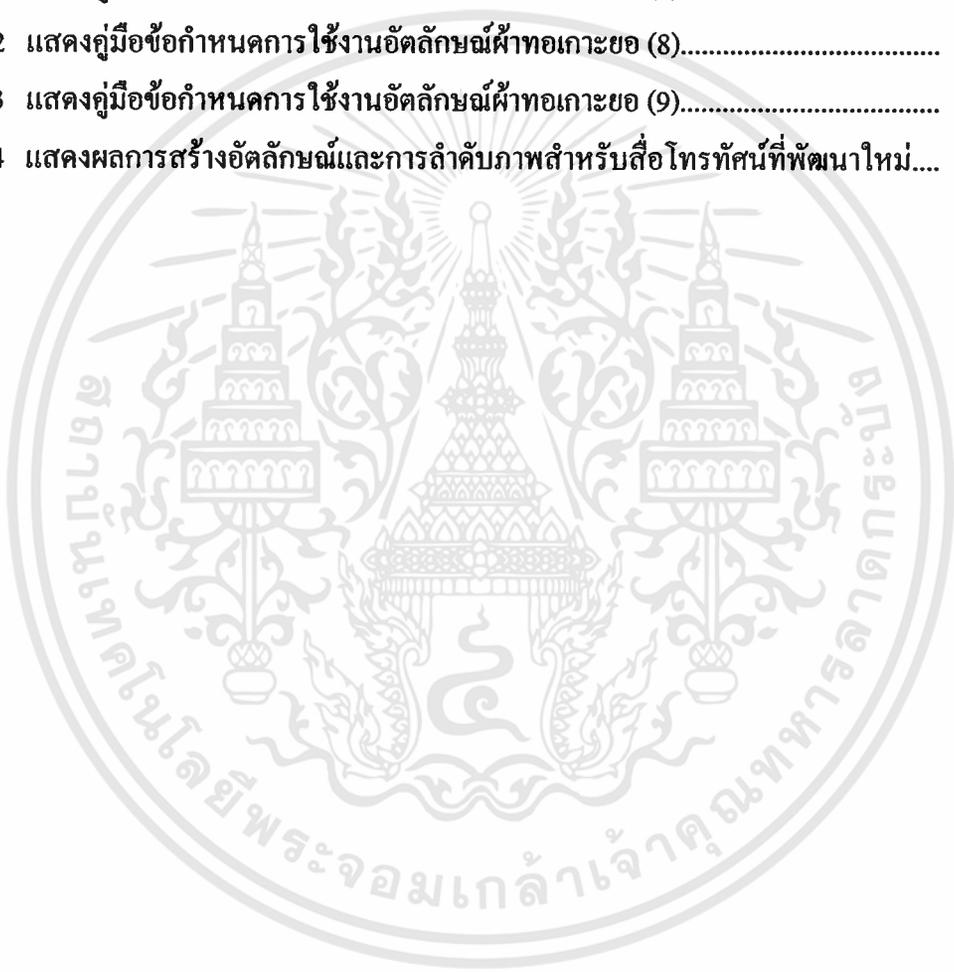 2 แสดงคู่มือข้อกำหนดการใช้งานอัตลักษณ์ผ้าทอเกาะยอ (8)....................................
3 แสดงคู่มือข้อกำหนดการใช้งานอัตลักษณ์ผ้าทอเกาะยอ (9)....................................
4 แสดงผลการสร้างอัตลักษณ์และการลำดับภาพสำหรับสื่อโทรทัศน์ที่พัฒนาใหม่....
สถาบันเทคโนโลยีพระจอมเกล้าเจ้าคุณทหารลาดกระบัง